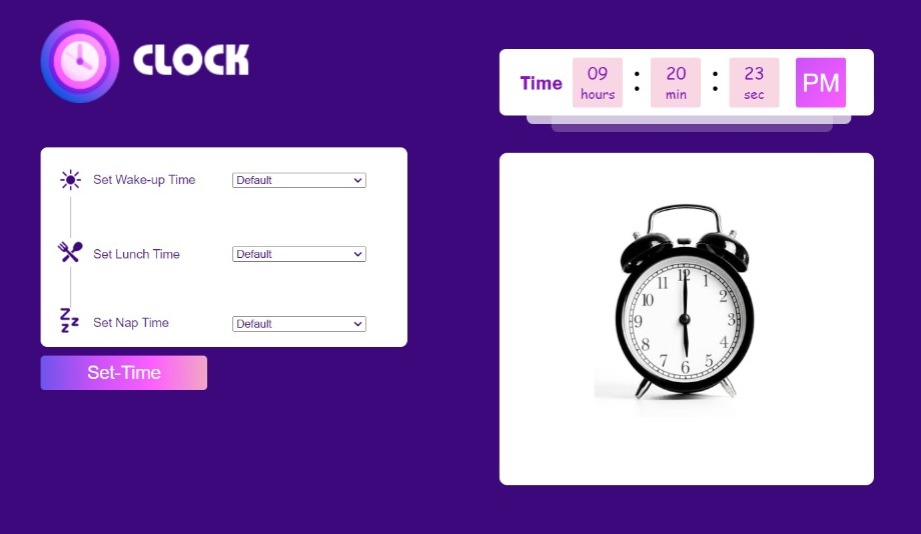 CLOCK
Time 09 hours : 20 min : 23 sec PM
Set Wake-up Time Default
Set Lunch Time Default
Z z z Set Nap Time Default
Set-Time
12
11 1
10 2
9 3
8 4
7 5
6